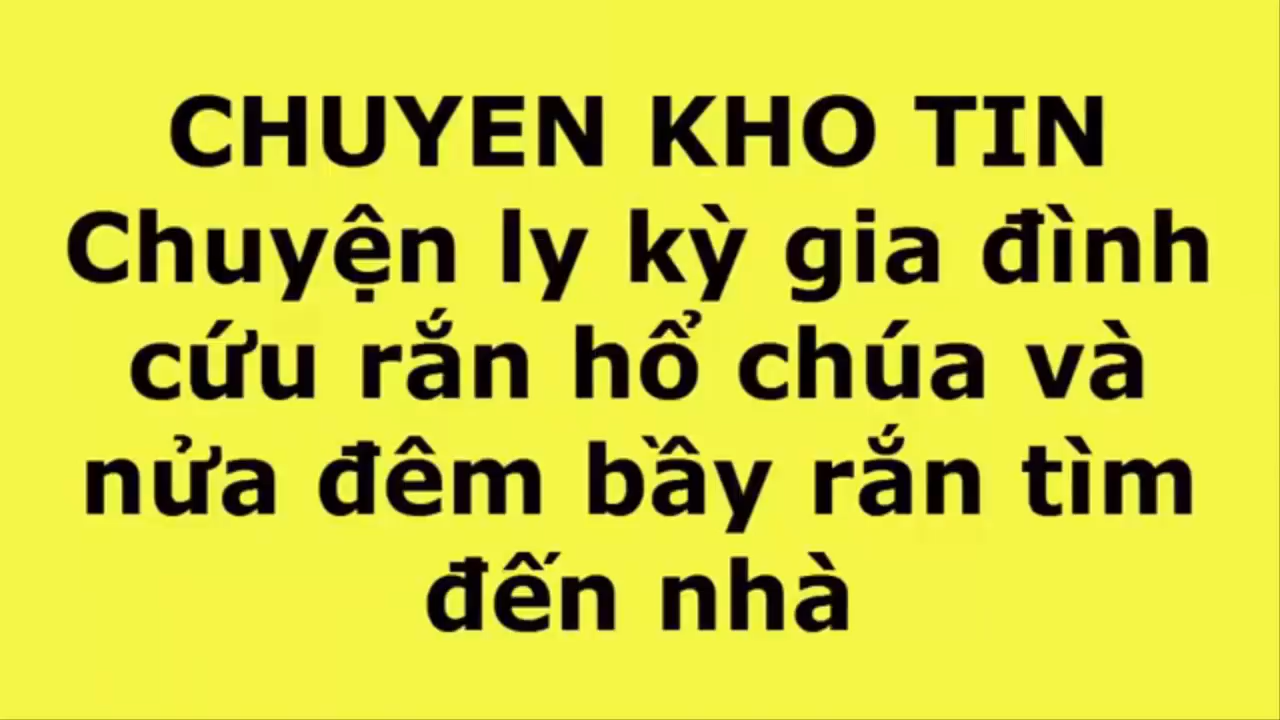 CHUYEN KHO TIN
Chuyện ly kỳ gia đình
cứu rắn hổ chúa và
nửa đêm bầy rắn tìm
đến nhà